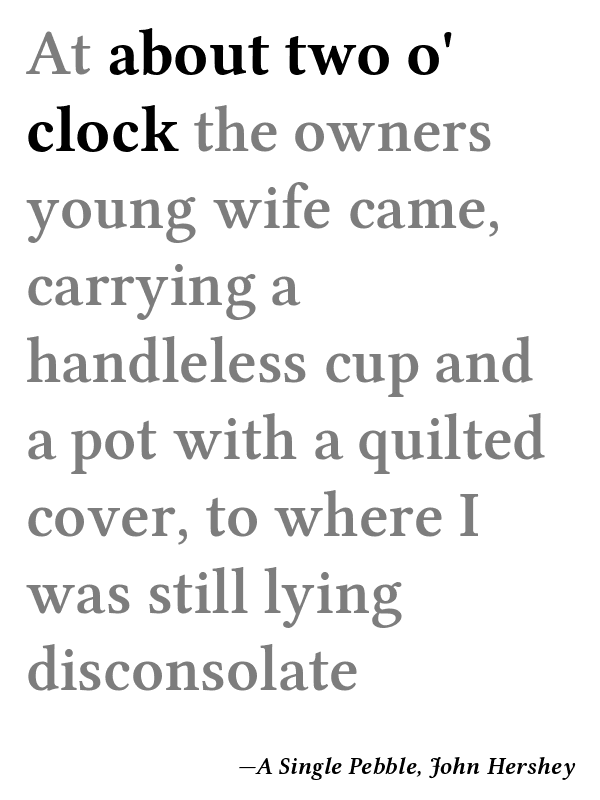 At about two o'
clock the owners
young wife came,
carrying a
handleless cup and
a pot with a quilted
cover, to where I
was still lying
disconsolate
—A Single Pebble, John Hershey